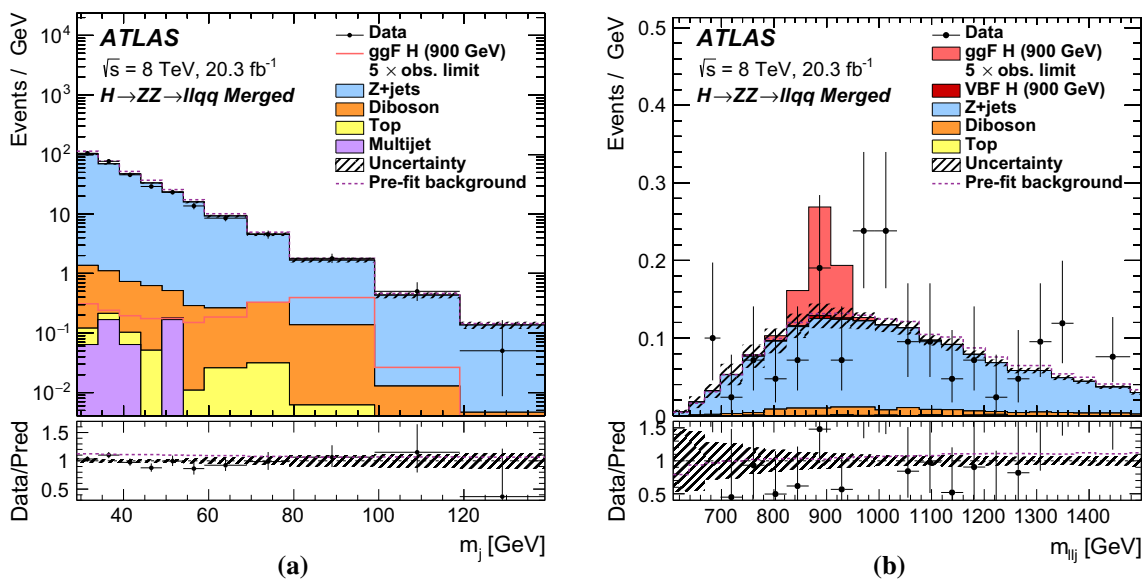 Events / GeV
10⁴
10³
10²
10
1
10⁻¹
10⁻²
ATLAS
√s = 8 TeV, 20.3 fb⁻¹
H→ZZ→llqq Merged
Data
ggF H (900 GeV)
5 × obs. limit
Z+jets
Diboson
Top
Multijet
Uncertainty
Pre-fit background
Data/Pred
1.5
1
0.5
40 60 80 100 120
m_j [GeV]
(a)
Events / GeV
0.5
0.4
0.3
0.2
0.1
0
ATLAS
√s = 8 TeV, 20.3 fb⁻¹
H→ZZ→llqq Merged
Data
ggF H (900 GeV)
5 × obs. limit
VBF H (900 GeV)
Z+jets
Diboson
Top
Uncertainty
Pre-fit background
Data/Pred
1.5
1
0.5
700 800 900 1000 1100 1200 1300 1400
m_llj [GeV]
(b)